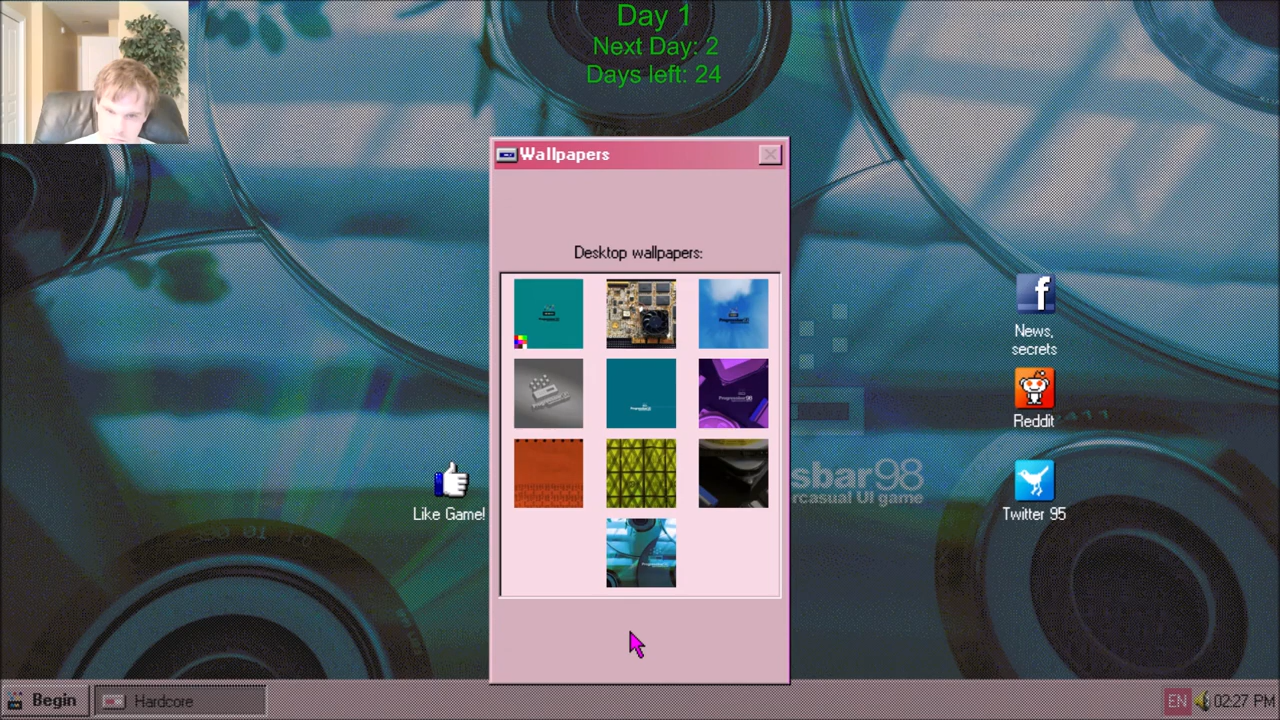 Day 1
Next Day: 2
Days left: 24
Wallpapers
Desktop wallpapers:
News,
secrets
Reddit
sbar98
rcasual UI game
Like Game!
Twitter 95
Begin
Hardcore
EN
02:27 PM